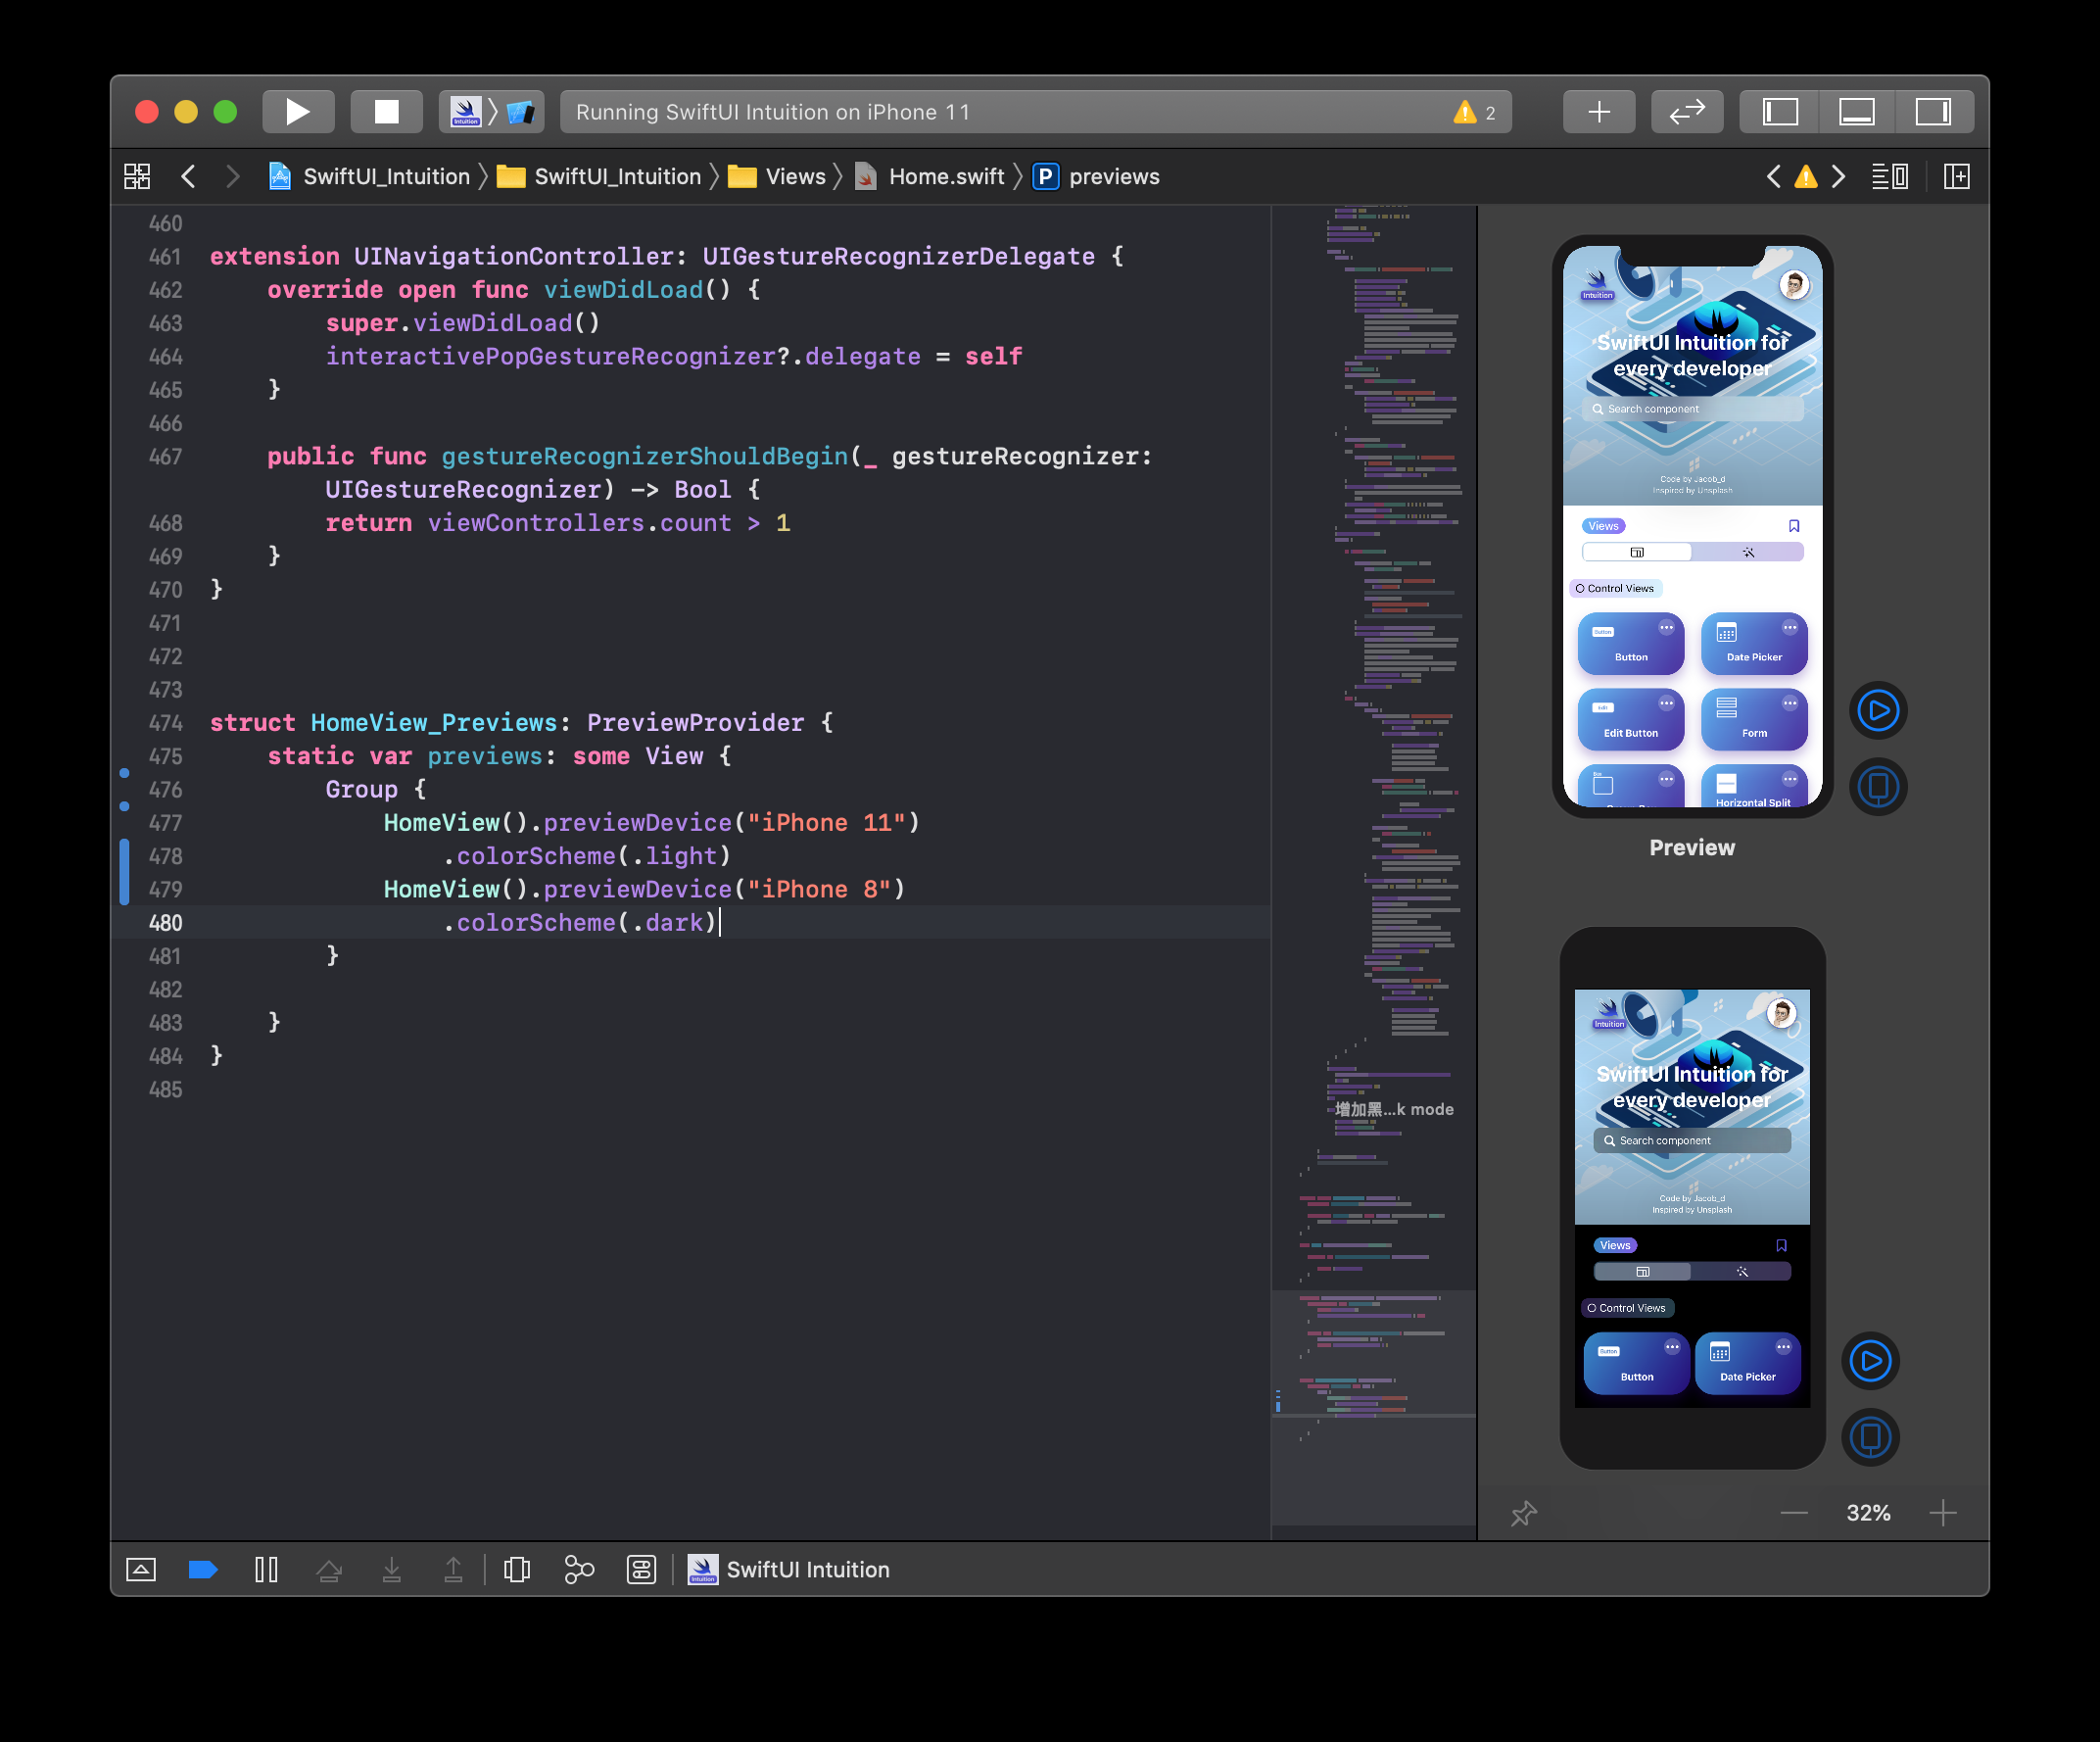 Intuition
Running SwiftUI Intuition on iPhone 11
2
SwiftUI_Intuition
SwiftUI_Intuition
Views
Home.swift
P previews
460
461 extension UINavigationController: UIGestureRecognizerDelegate {
462 override open func viewDidLoad() {
463 super.viewDidLoad()
464 interactivePopGestureRecognizer?.delegate = self
465 }
466
467 public func gestureRecognizerShouldBegin(_ gestureRecognizer:
UIGestureRecognizer) -> Bool {
468 return viewControllers.count > 1
469 }
470 }
471
472
473
474 struct HomeView_Previews: PreviewProvider {
475 static var previews: some View {
476 Group {
477 HomeView().previewDevice("iPhone 11")
478 .colorScheme(.light)
479 HomeView().previewDevice("iPhone 8")
480 .colorScheme(.dark)
481 }
482
483 }
484 }
485
增加黑...k mode
Intuition
SwiftUI Intuition for
every developer
Search component
Code by Jacob_d
Inspired by Unsplash
Views
Control Views
Button
Button
Date Picker
Edit
Edit Button
Form
Horizontal Split
Preview
Intuition
SwiftUI Intuition for
every developer
Search component
Code by Jacob_d
Inspired by Unsplash
Views
Control Views
Button
Button
Date Picker
32%
Intuition
SwiftUI Intuition